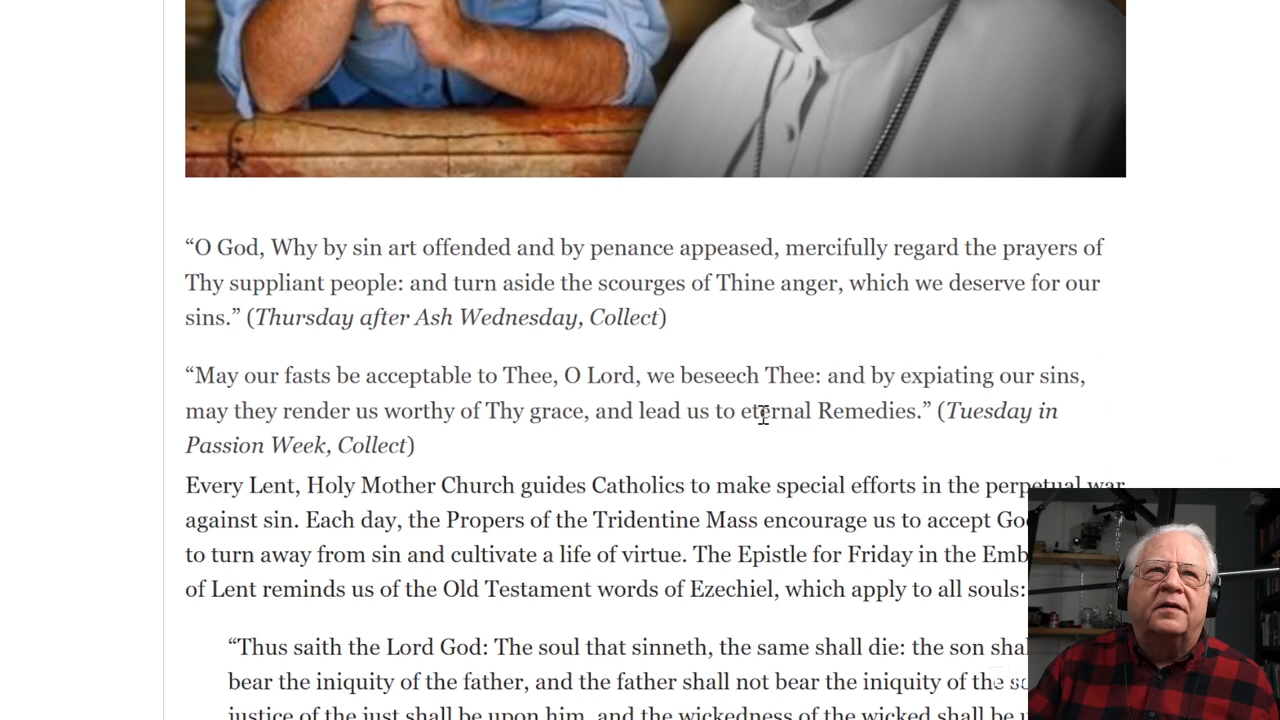 “O God, Why by sin art offended and by penance appeased, mercifully regard the prayers of
Thy suppliant people: and turn aside the scourges of Thine anger, which we deserve for our
sins.” (Thursday after Ash Wednesday, Collect)
“May our fasts be acceptable to Thee, O Lord, we beseech Thee: and by expiating our sins,
may they render us worthy of Thy grace, and lead us to eternal Remedies.” (Tuesday in
Passion Week, Collect)
Every Lent, Holy Mother Church guides Catholics to make special efforts in the perpetual war
against sin. Each day, the Propers of the Tridentine Mass encourage us to accept
to turn away from sin and cultivate a life of virtue. The Epistle for Friday in the
of Lent reminds us of the Old Testament words of Ezechiel, which apply to all souls:
“Thus saith the Lord God: The soul that sinneth, the same shall die: the son
bear the iniquity of the father, and the father shall not bear the iniquity of the
justice of the just shall be upon him, and the wickedness of the wicked shall be